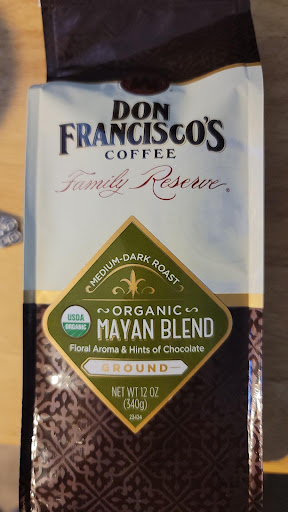 DON
FRANCISCO'S
COFFEE
Family Reserve®
MEDIUM-DARK ROAST
USDA
ORGANIC
ORGANIC
MAYAN BLEND
Floral Aroma & Hints of Chocolate
GROUND
NET WT 12 OZ
(340g)